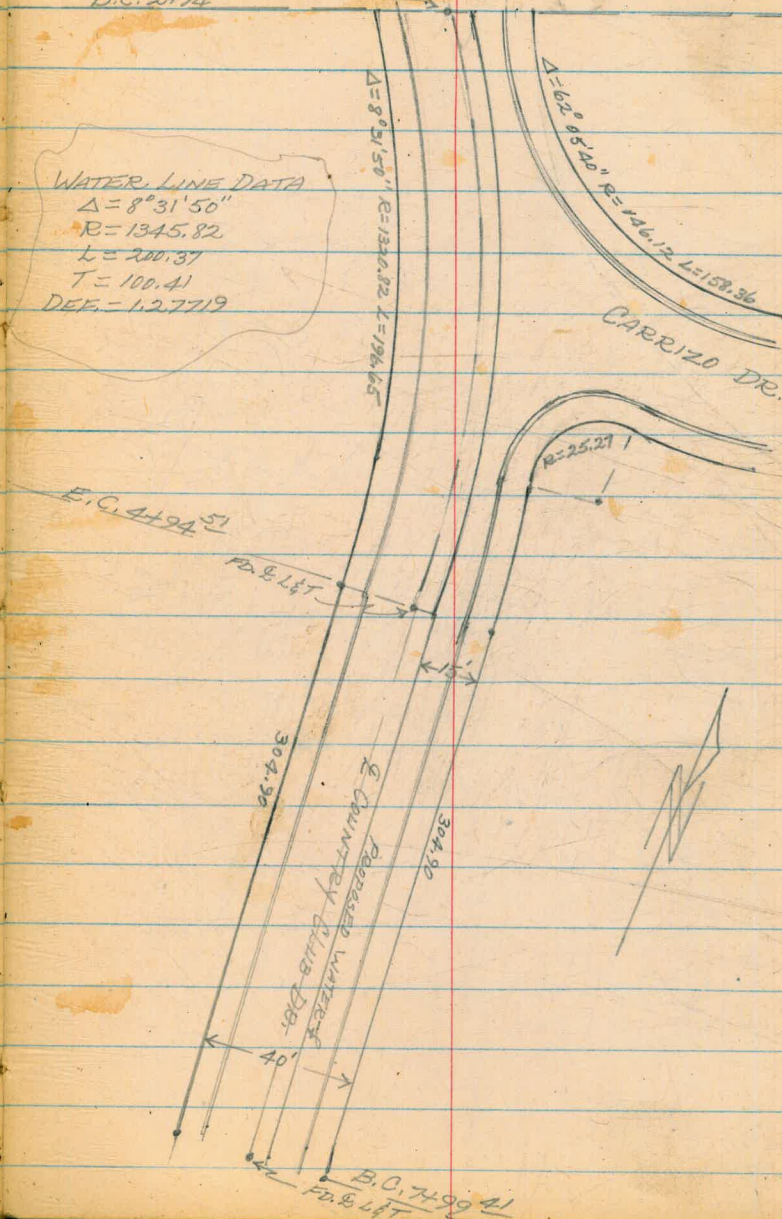 Δ=8°31'50" R=1320.82 L=196.65
Δ=62°05'40" R=146.12 L=158.36
WATER LINE DATA
Δ=8°31'50"
R=1345.82
L=200.37
T=100.41
DEF.=1.27719
CARRIZO DR.
R=25.27
E.C. 4+94 51
FD. ℄ L&T
15'
304.90
304.90
℄ COUNTRY CLUB DR.
PROPOSED WATER ℄
40'
B.C. 7+99 41
FD. ℄ L&T